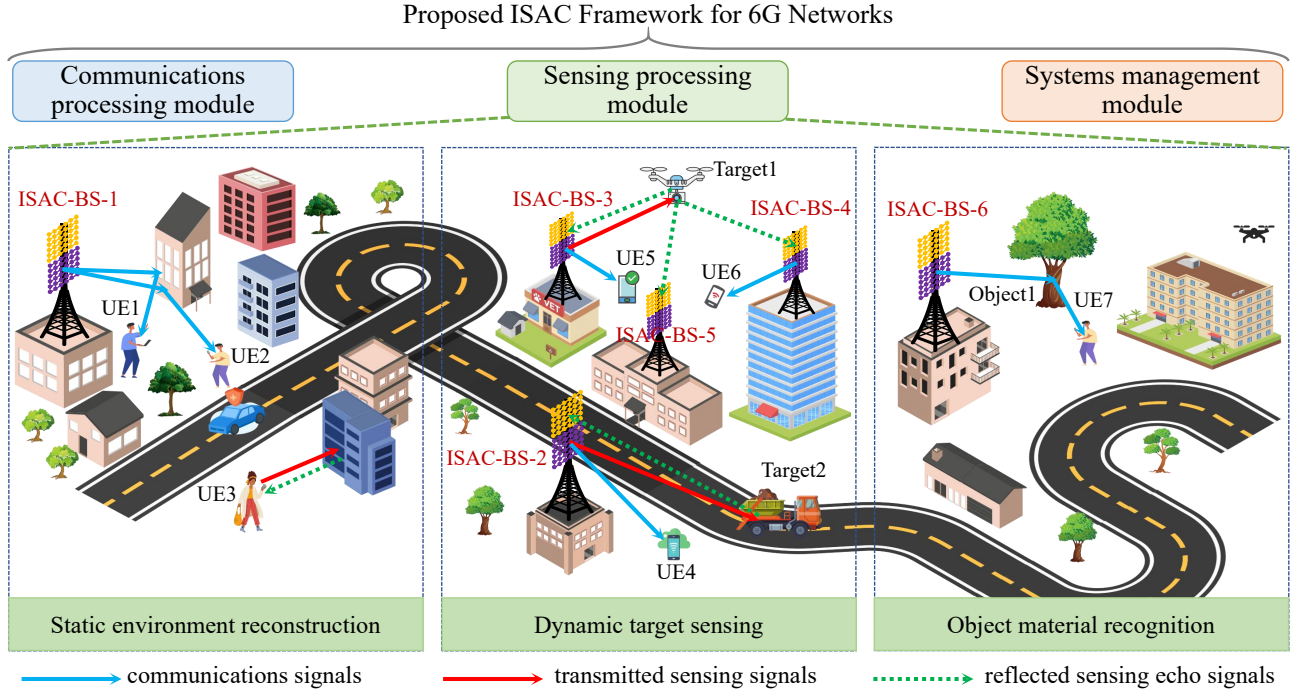 Proposed ISAC Framework for 6G Networks
Communications
processing module
Sensing processing
module
Systems management
module
ISAC-BS-1
UE1
UE2
UE3
Target1
ISAC-BS-3
ISAC-BS-4
UE5
UE6
VET
ISAC-BS-5
ISAC-BS-2
Target2
UE4
ISAC-BS-6
Object1
UE7
Static environment reconstruction
Dynamic target sensing
Object material recognition
communications signals
transmitted sensing signals
reflected sensing echo signals